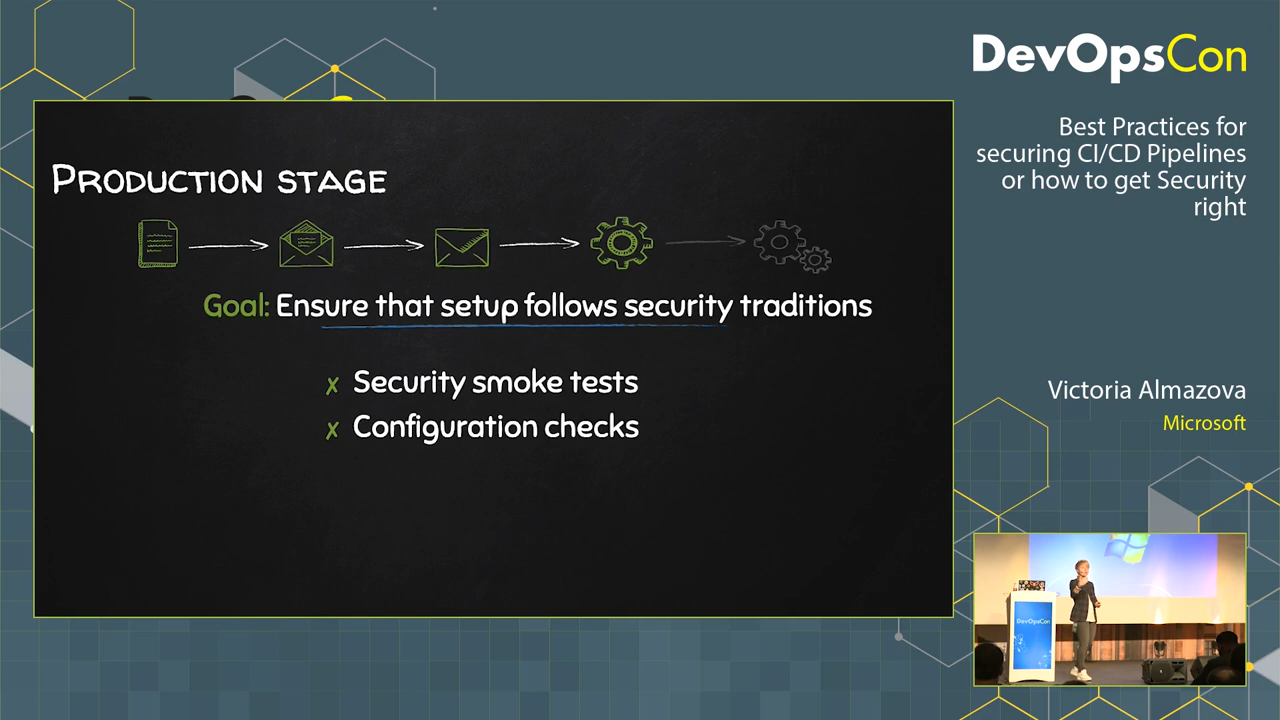 DevOpsCon
Best Practices for
securing CI/CD Pipelines
or how to get Security
right
PRODUCTION STAGE
Goal: Ensure that setup follows security traditions
x Security smoke tests
x Configuration checks
Victoria Almazova
Microsoft
DevOpsCon